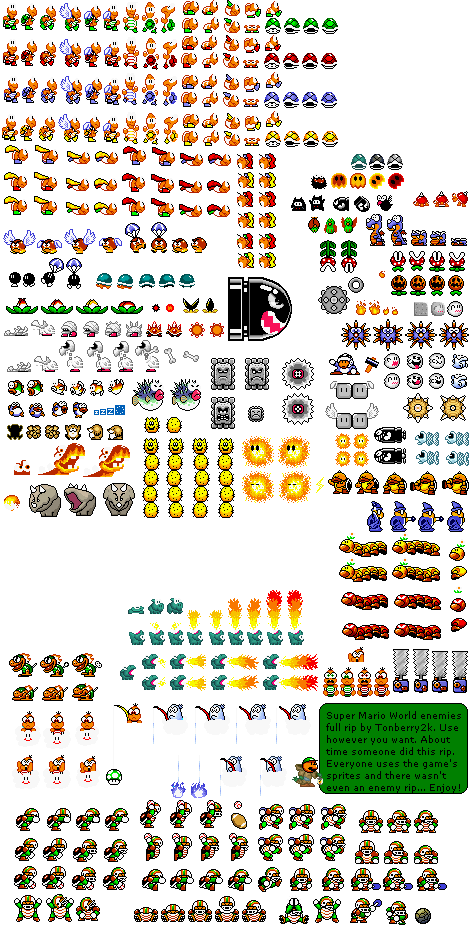 Super Mario World enemies
full rip by Tonberry2k. Use
however you want. About
time someone did this rip.
Everyone uses the game's
sprites and there wasn't
even an enemy rip... Enjoy!